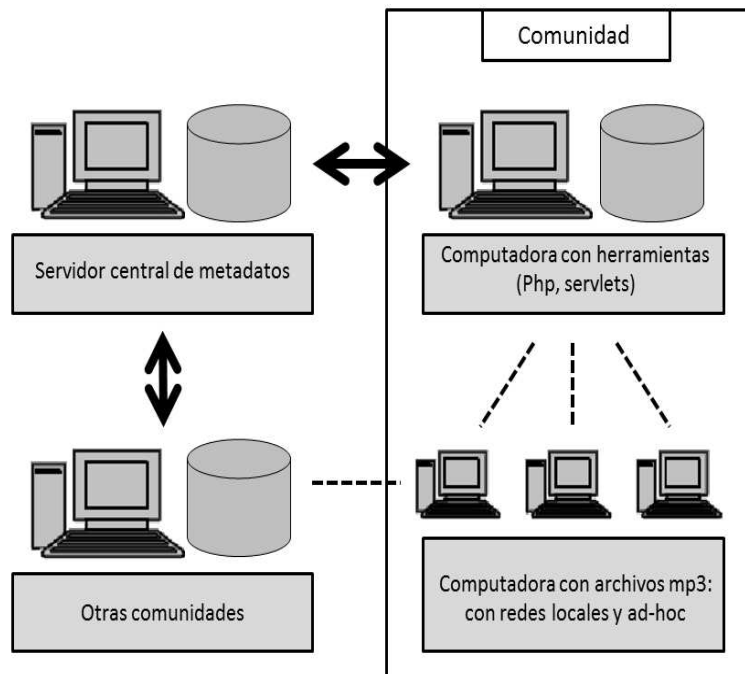 Comunidad
Servidor central de metadatos
Computadora con herramientas
(Php, servlets)
Otras comunidades
Computadora con archivos mp3:
con redes locales y ad-hoc